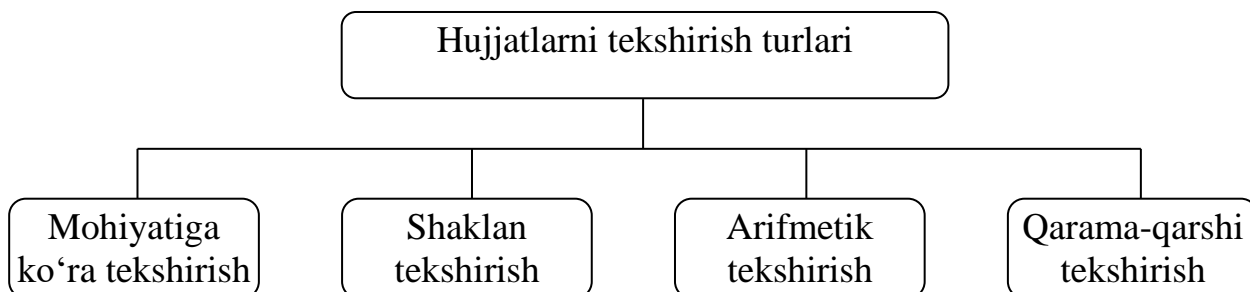 Hujjatlarni tekshirish turlari
Mohiyatiga
ko‘ra tekshirish
Shaklan
tekshirish
Arifmetik
tekshirish
Qarama-qarshi
tekshirish